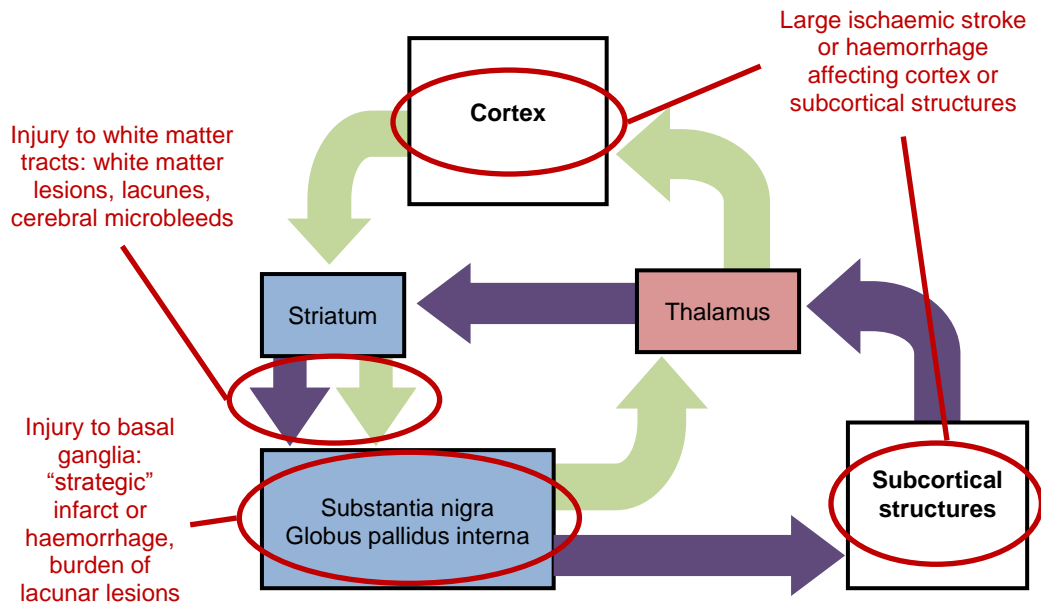 Large ischaemic stroke
or haemorrhage
affecting cortex or
subcortical structures
Cortex
Injury to white matter
tracts: white matter
lesions, lacunes,
cerebral microbleeds
Striatum
Thalamus
Injury to basal
ganglia:
“strategic”
infarct or
haemorrhage,
burden of
lacunar lesions
Substantia nigra
Globus pallidus interna
Subcortical
structures